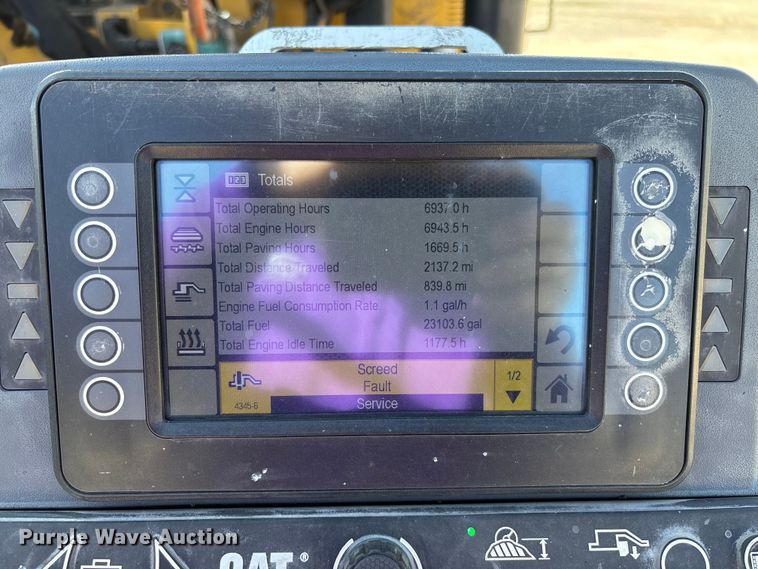 Totals
Total Operating Hours 6937.0 h
Total Engine Hours 6943.5 h
Total Paving Hours 1669.5 h
Total Distance Traveled 2137.2 mi
Total Paving Distance Traveled 839.8 mi
Engine Fuel Consumption Rate 1.1 gal/h
Total Fuel 23103.6 gal
Total Engine Idle Time 1177.5 h
Screed
1/2
Fault
4345-6
Service
Purple Wave Auction
CAT®